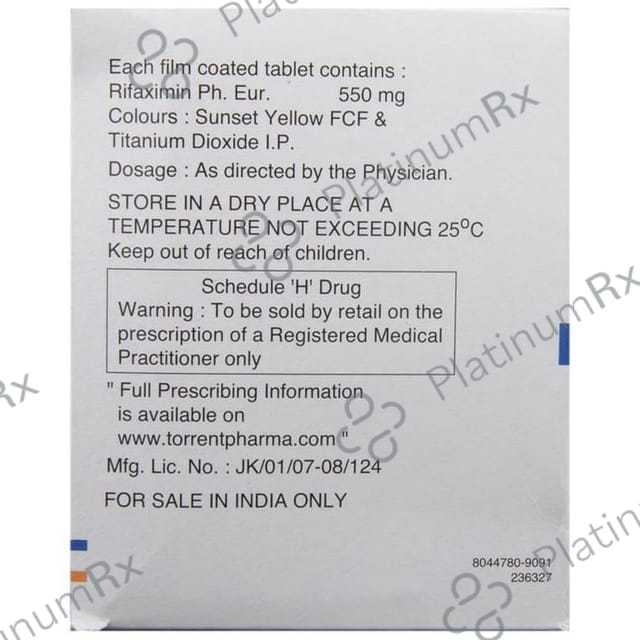 Each film coated tablet contains :
Rifaximin Ph. Eur. 550 mg
Colours : Sunset Yellow FCF &
Titanium Dioxide I.P.
Dosage : As directed by the Physician.
STORE IN A DRY PLACE AT A
TEMPERATURE NOT EXCEEDING 25⁰C
Keep out of reach of children.
Schedule 'H' Drug
Warning : To be sold by retail on the
prescription of a Registered Medical
Practitioner only
" Full Prescribing Information
is available on
www.torrentpharma.com "
Mfg. Lic. No. : JK/01/07-08/124
FOR SALE IN INDIA ONLY
8044780-9091
236327
PlatinumRx
PlatinumRx
PlatinumRx
PlatinumRx